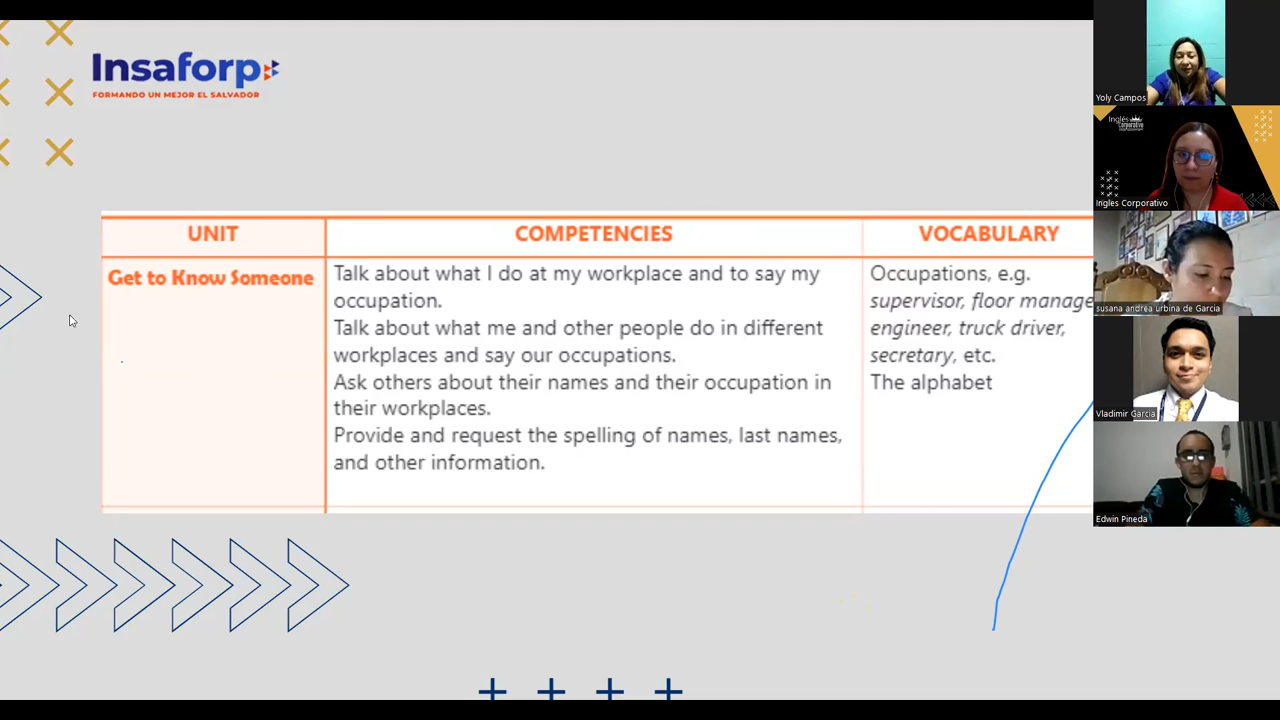 Insaforp
FORMANDO UN MEJOR EL SALVADOR
UNIT
COMPETENCIES
VOCABULARY
Get to Know Someone
Talk about what I do at my workplace and to say my
occupation.
Talk about what me and other people do in different
workplaces and say our occupations.
Ask others about their names and their occupation in
their workplaces.
Provide and request the spelling of names, last names,
and other information.
Occupations, e.g.
supervisor, floor manage
engineer, truck driver,
secretary, etc.
The alphabet
Yoly Campos
Inglés
Corporativo
Ingles Corporativo
susana andrea urbina de Garcia
Vladimir Garcia
Edwin Pineda